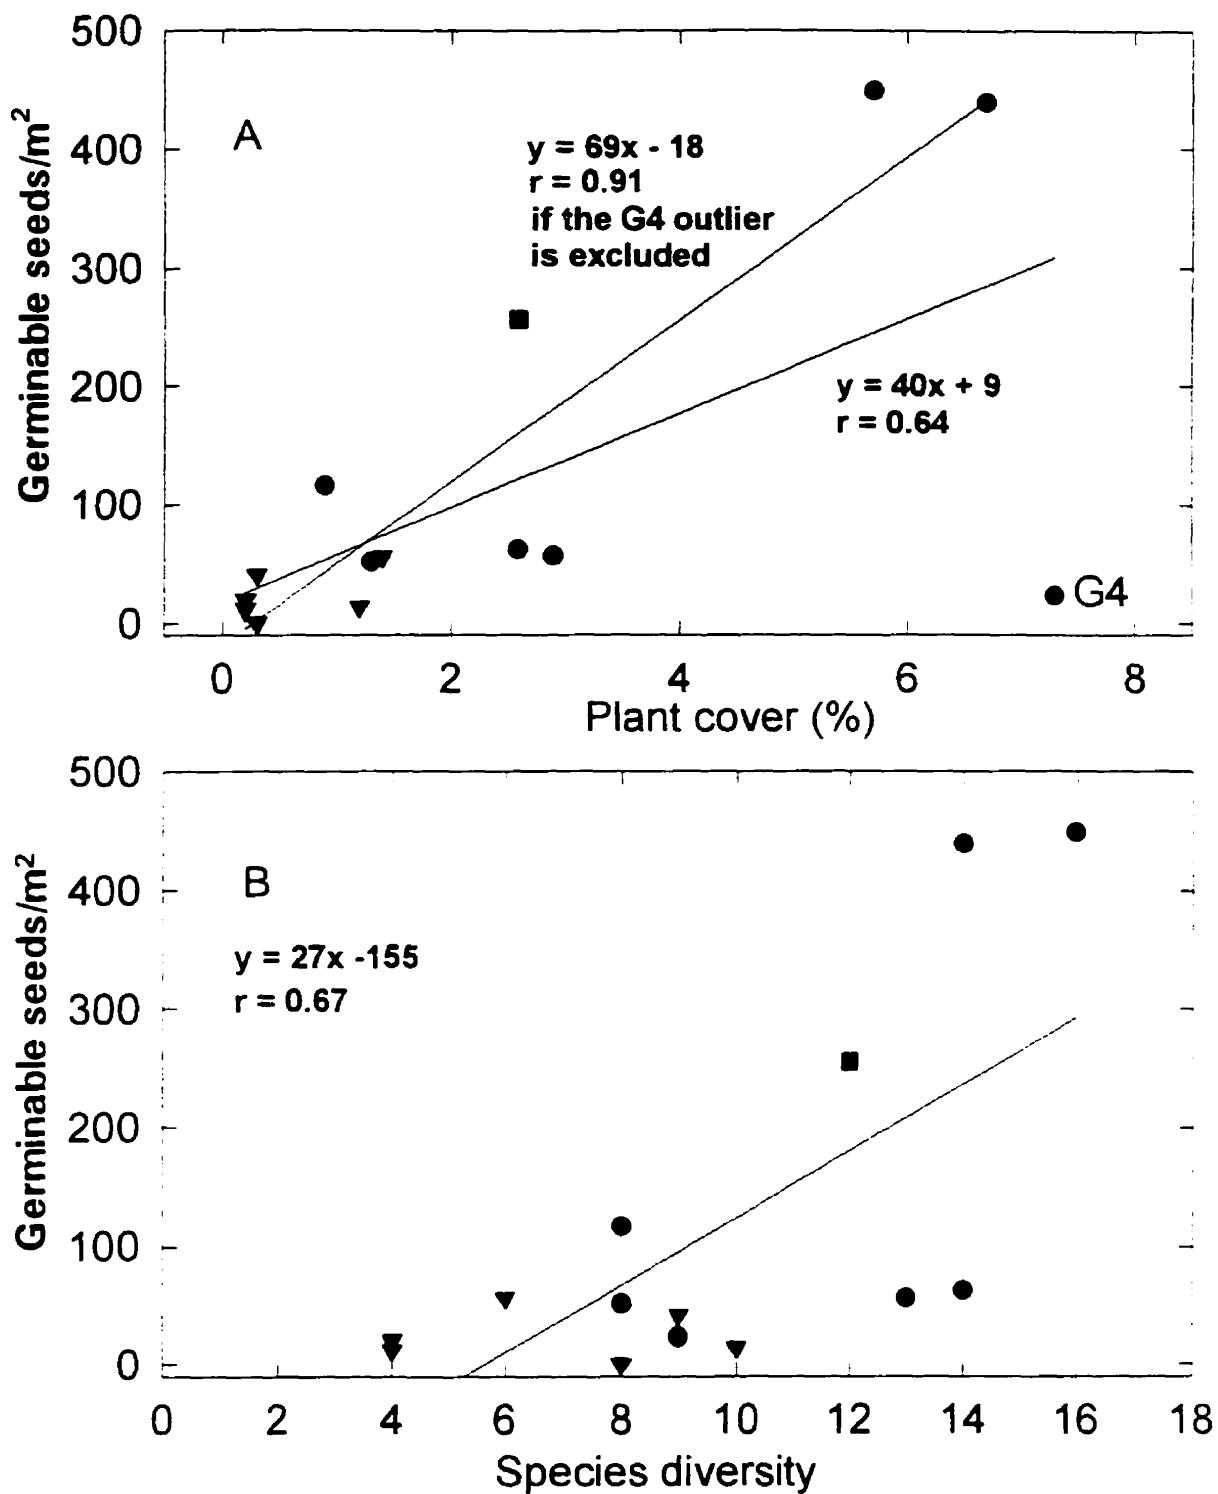 500
400
300
200
100
0
Germinable seeds/m²
A
y = 69x - 18
r = 0.91
if the G4 outlier
is excluded
y = 40x + 9
r = 0.64
G4
0 2 4 6 8
Plant cover (%)
500
400
300
200
100
0
Germinable seeds/m²
B
y = 27x -155
r = 0.67
0 2 4 6 8 10 12 14 16 18
Species diversity